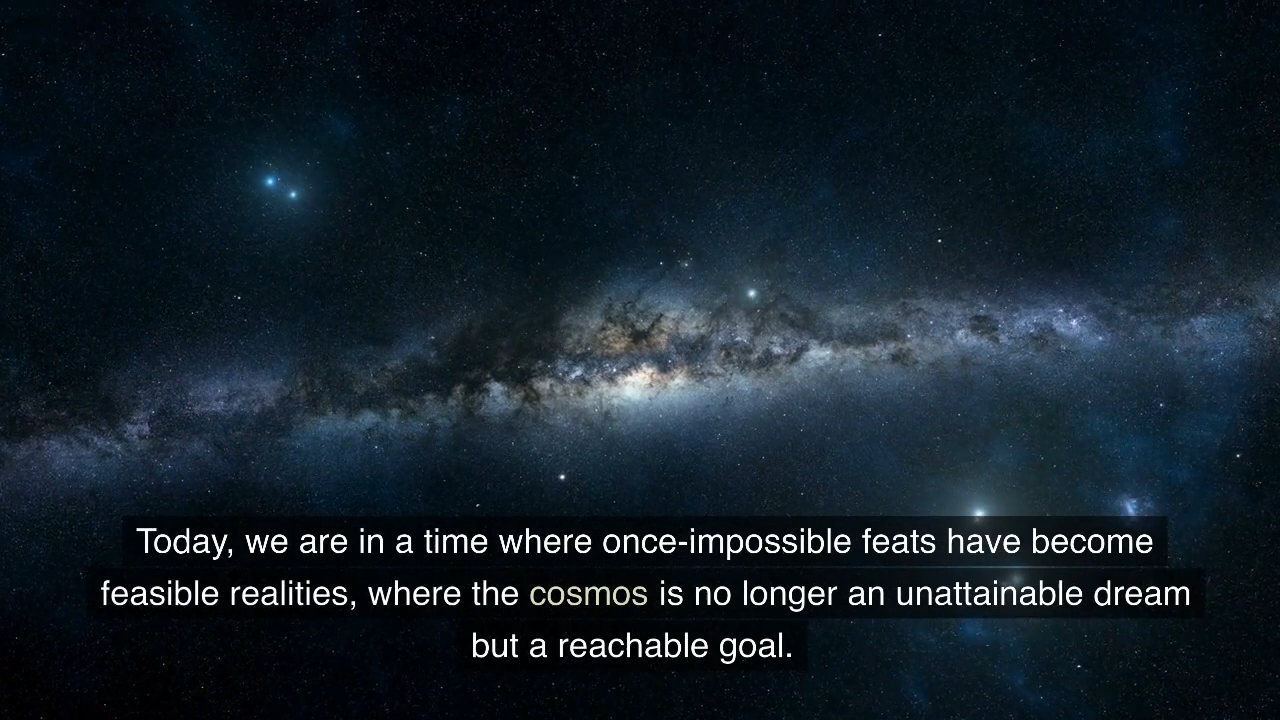 Today, we are in a time where once-impossible feats have become
feasible realities, where the cosmos is no longer an unattainable dream
but a reachable goal.